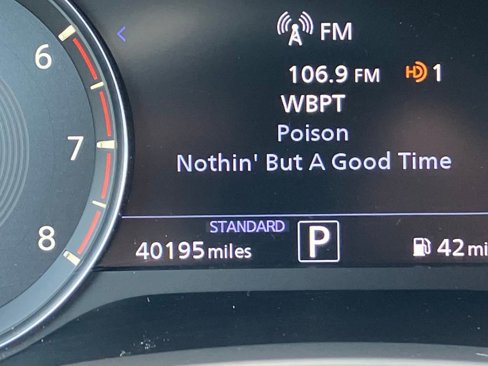 FM
6
106.9 FM HD 1
WBPT
Poison
7
Nothin' But A Good Time
STANDARD
8
40195 miles
P
42 mi